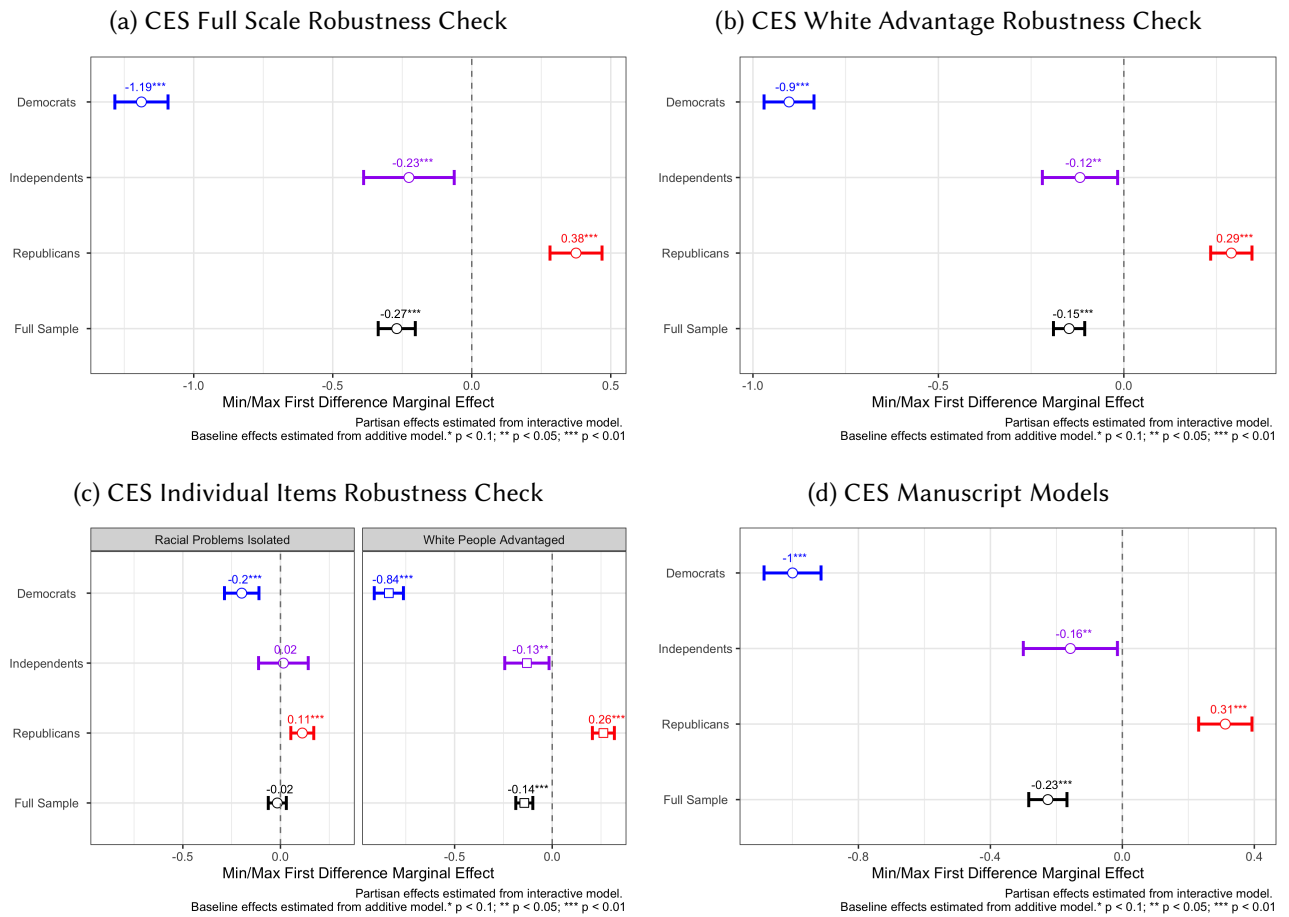 (a) CES Full Scale Robustness Check
Democrats
Independents
Republicans
Full Sample
-1.19***
-0.23***
0.38***
-0.27***
-1.0
-0.5
0.0
0.5
Min/Max First Difference Marginal Effect
Partisan effects estimated from interactive model.
Baseline effects estimated from additive model.* p < 0.1; ** p < 0.05; *** p < 0.01
(b) CES White Advantage Robustness Check
Democrats
Independents
Republicans
Full Sample
-0.9***
-0.12**
0.29***
-0.15***
-1.0
-0.5
0.0
Min/Max First Difference Marginal Effect
Partisan effects estimated from interactive model.
Baseline effects estimated from additive model.* p < 0.1; ** p < 0.05; *** p < 0.01
(c) CES Individual Items Robustness Check
Racial Problems Isolated
White People Advantaged
Democrats
Independents
Republicans
Full Sample
-0.2***
0.02
0.11***
-0.02
-0.84***
-0.13**
0.26***
-0.14***
-0.5
0.0
-0.5
0.0
Min/Max First Difference Marginal Effect
Partisan effects estimated from interactive model.
Baseline effects estimated from additive model.* p < 0.1; ** p < 0.05; *** p < 0.01
(d) CES Manuscript Models
Democrats
Independents
Republicans
Full Sample
-1***
-0.16**
0.31***
-0.23***
-0.8
-0.4
0.0
0.4
Min/Max First Difference Marginal Effect
Partisan effects estimated from interactive model.
Baseline effects estimated from additive model.* p < 0.1; ** p < 0.05; *** p < 0.01